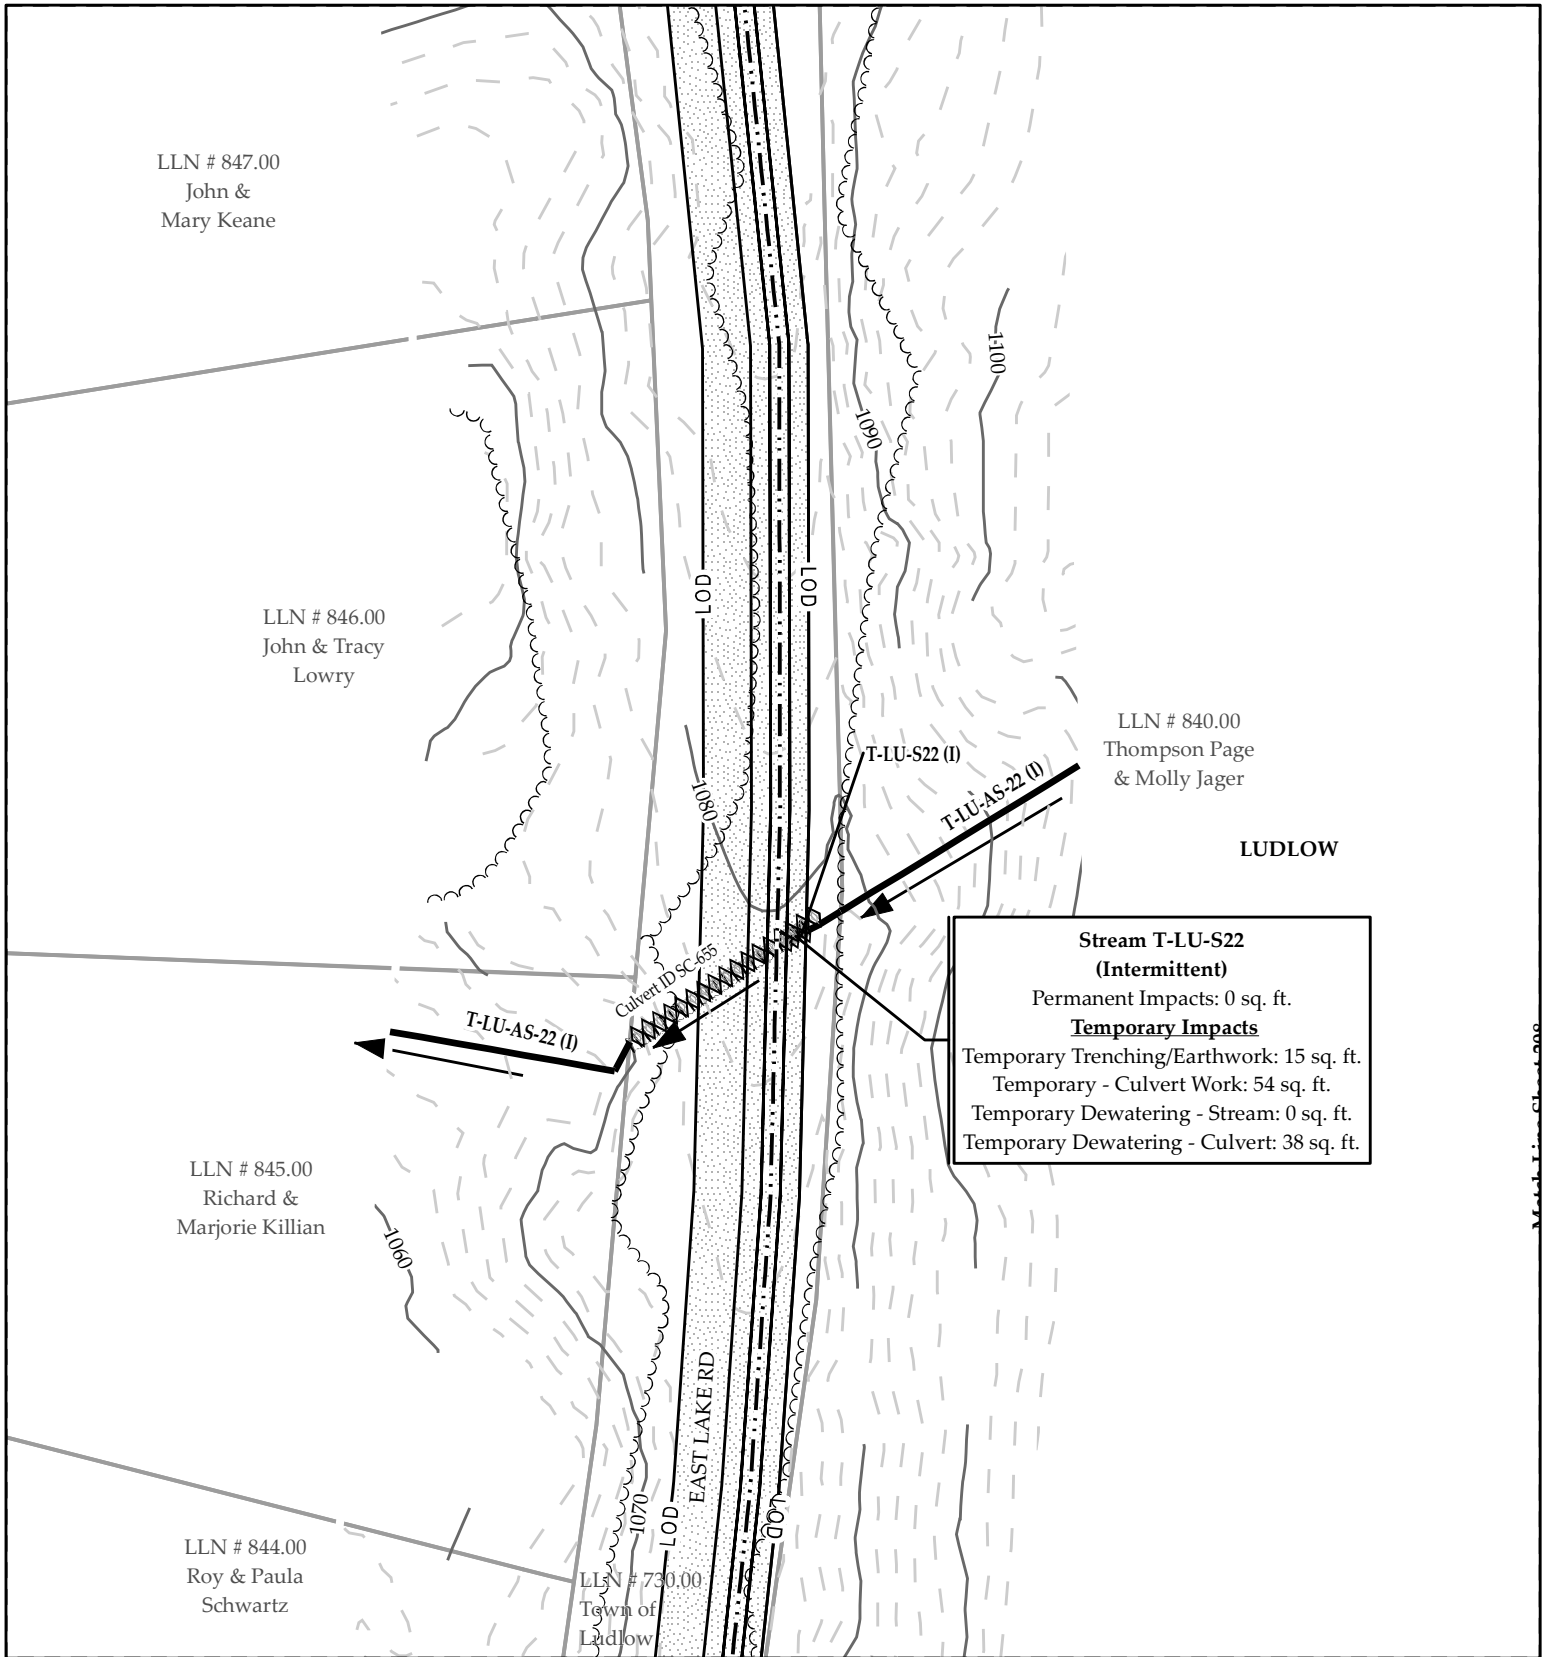 LLN # 847.00
John &
Mary Keane
1100
1090
LOD
LOD
LLN # 846.00
John & Tracy
Lowry
LLN # 840.00
Thompson Page
& Molly Jager
T-LU-S22 (I)
T-LU-AS-22 (I)
1080
LUDLOW
Culvert ID SC-655
T-LU-AS-22 (I)
Stream T-LU-S22
(Intermittent)
Permanent Impacts: 0 sq. ft.
Temporary Impacts
Temporary Trenching/Earthwork: 15 sq. ft.
Temporary - Culvert Work: 54 sq. ft.
Temporary Dewatering - Stream: 0 sq. ft.
Temporary Dewatering - Culvert: 38 sq. ft.
LLN # 845.00
Richard &
Marjorie Killian
1060
EAST LAKE RD
1070
LOD
LOD
LLN # 844.00
Roy & Paula
Schwartz
LLN # 730.00
Town of
Ludlow